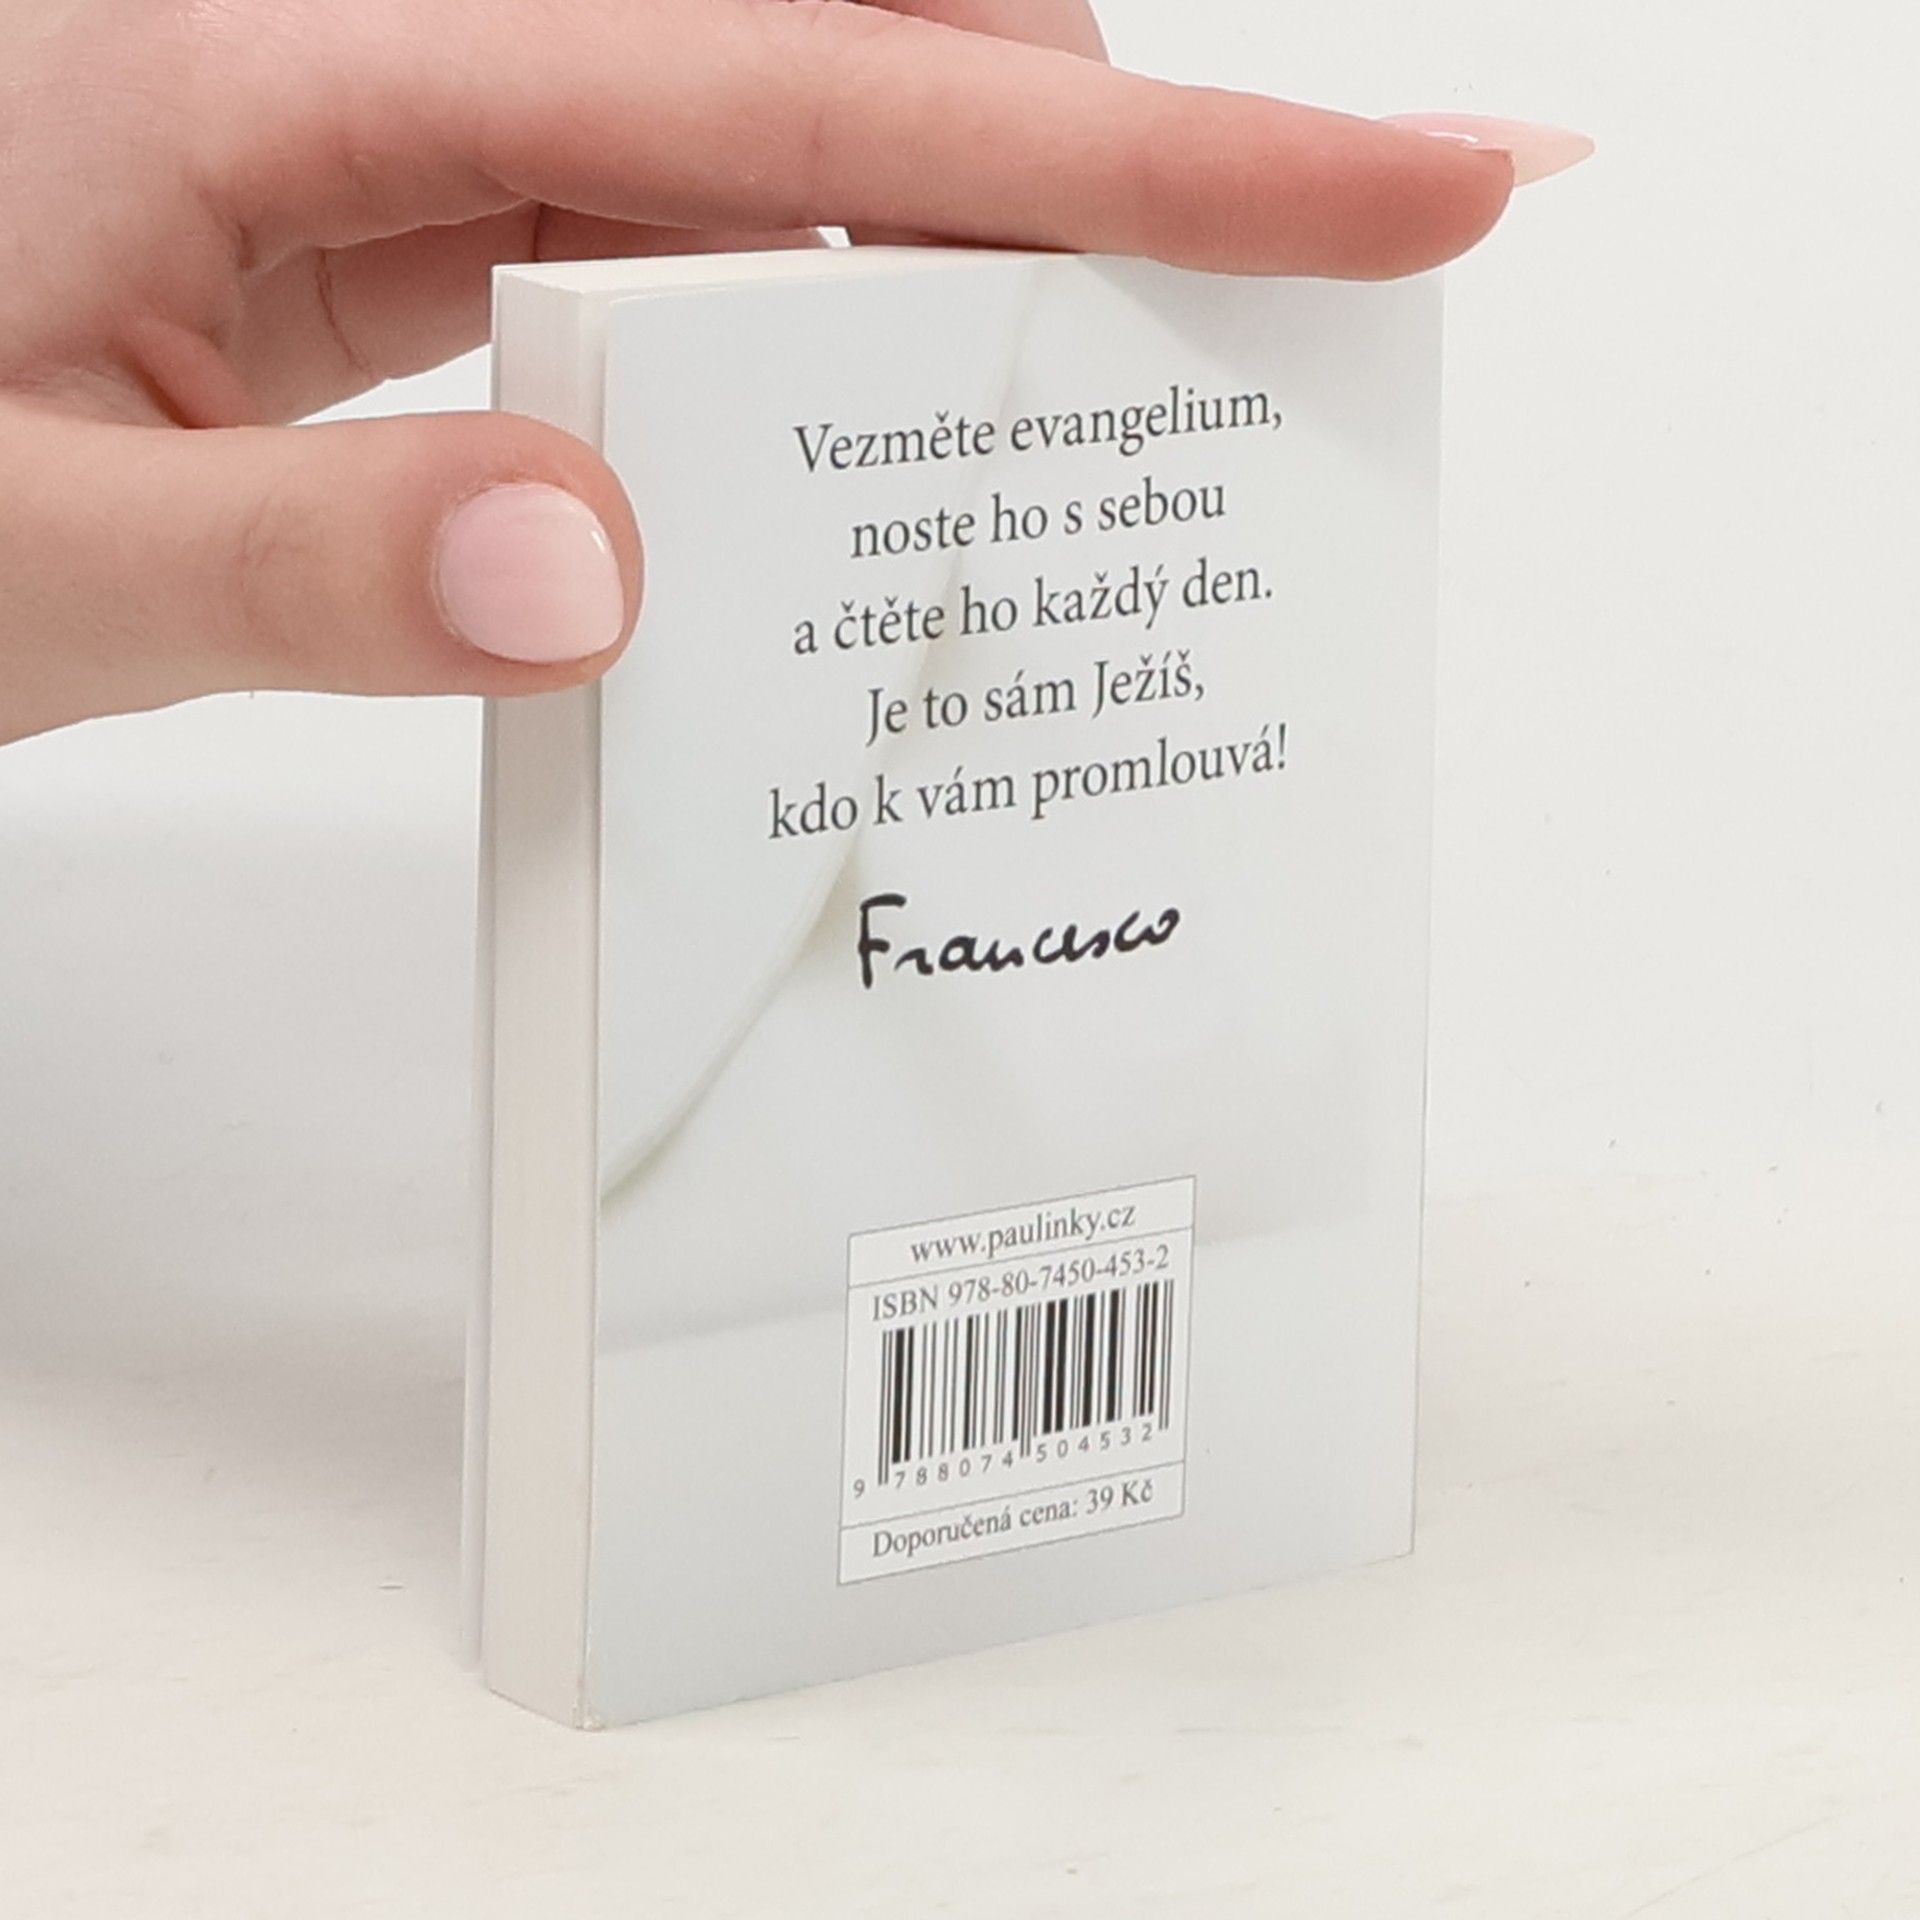 Vezměte evangelium,
noste ho s sebou
a čtěte ho každý den.
Je to sám Ježíš,
kdo k vám promlouvá!
Francesco
www.paulinky.cz
ISBN 978-80-7450-453-2
9 788074 504532
Doporučená cena: 39 Kč